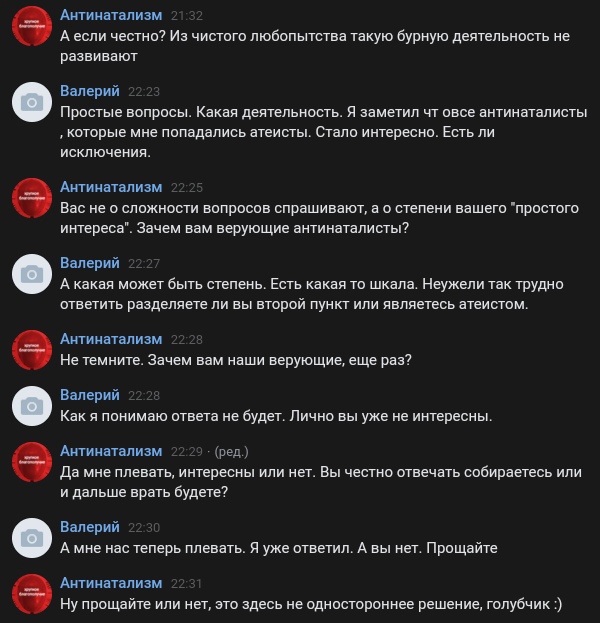 Антинатализм 21:32
А если честно? Из чистого любопытства такую бурную деятельность не
развивают
Валерий 22:23
Простые вопросы. Какая деятельность. Я заметил чт овсе антинаталисты
, которые мне попадались атеисты. Стало интересно. Есть ли
исключения.
Антинатализм 22:25
Вас не о сложности вопросов спрашивают, а о степени вашего "простого
интереса". Зачем вам верующие антинаталисты?
Валерий 22:27
А какая может быть степень. Есть какая то шкала. Неужели так трудно
ответить разделяете ли вы второй пункт или являетесь атеистом.
Антинатализм 22:28
Не темните. Зачем вам наши верующие, еще раз?
Валерий 22:28
Как я понимаю ответа не будет. Лично вы уже не интересны.
Антинатализм 22:29 · (ред.)
Да мне плевать, интересны или нет. Вы честно отвечать собираетесь или
и дальше врать будете?
Валерий 22:30
А мне нас теперь плевать. Я уже ответил. А вы нет. Прощайте
Антинатализм 22:31
Ну прощайте или нет, это здесь не одностороннее решение, голубчик :)